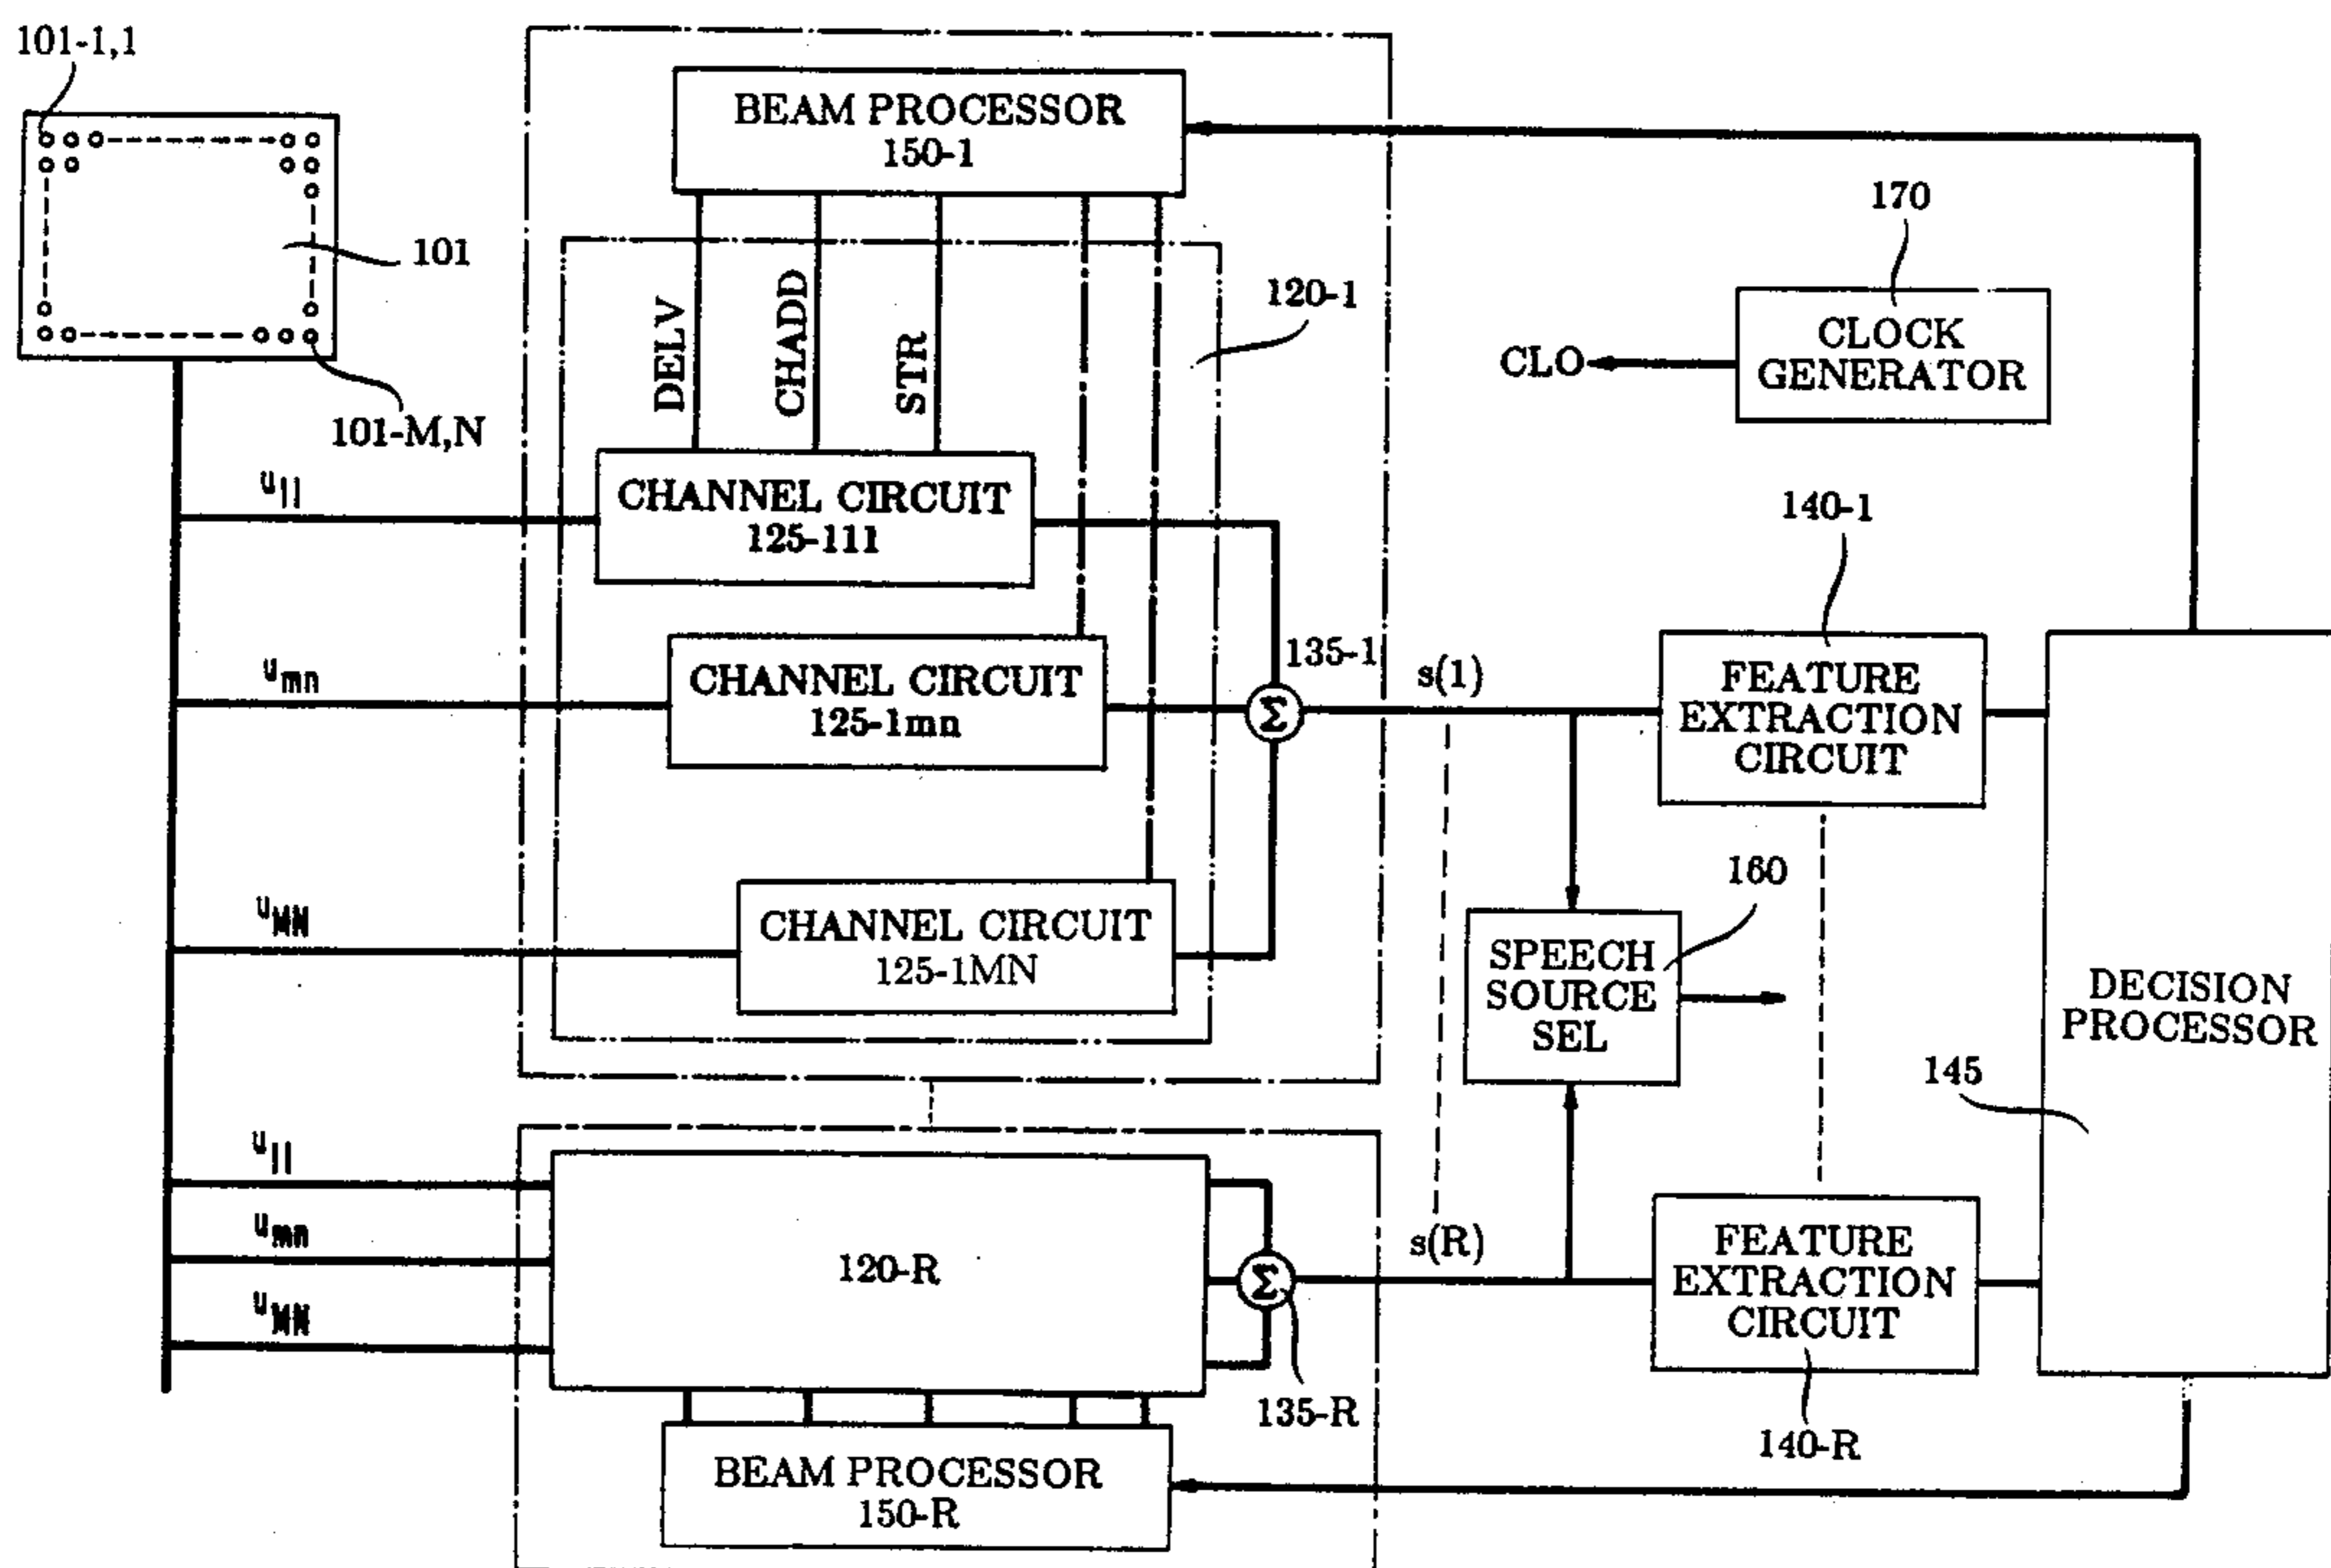 101-1,1
101
101-M,N
BEAM PROCESSOR
150-1
DELV
CHADD
STR
120-1
170
CLOCK
GENERATOR
CLO
u11
CHANNEL CIRCUIT
125-111
umn
CHANNEL CIRCUIT
125-1mn
uMN
CHANNEL CIRCUIT
125-1MN
135-1
Σ
s(1)
140-1
FEATURE
EXTRACTION
CIRCUIT
160
SPEECH
SOURCE
SEL
DECISION
PROCESSOR
145
u11
umn
uMN
120-R
Σ
135-R
s(R)
FEATURE
EXTRACTION
CIRCUIT
140-R
BEAM PROCESSOR
150-R